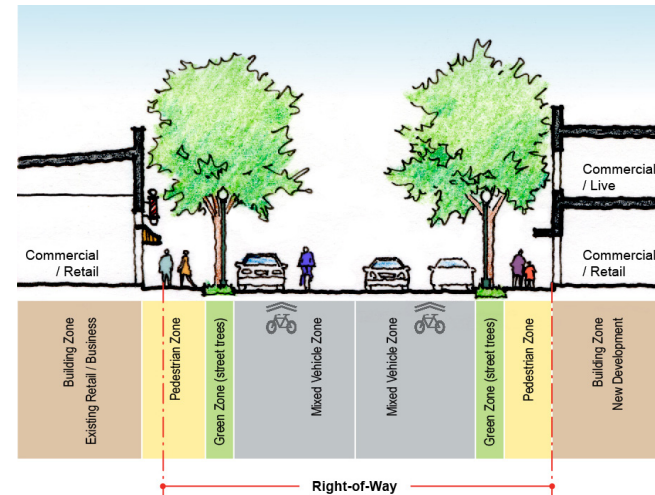 Commercial
/ Live
Commercial
/ Retail
Commercial
/ Retail
Building Zone
Existing Retail / Business
Pedestrian Zone
Green Zone (street trees)
Mixed Vehicle Zone
Mixed Vehicle Zone
Green Zone (street trees)
Pedestrian Zone
Building Zone
New Development
Right-of-Way